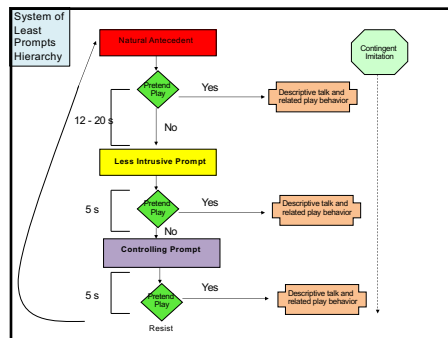 System of
Least
Prompts
Hierarchy
Natural Antecedent
Contingent
Imitation
Pretend
Play
Yes
Descriptive talk and
related play behavior
12 - 20 s
No
Less Intrusive Prompt
Pretend
Play
Yes
Descriptive talk and
related play behavior
5 s
No
Controlling Prompt
Pretend
Play
Yes
Descriptive talk and
related play behavior
5 s
Resist